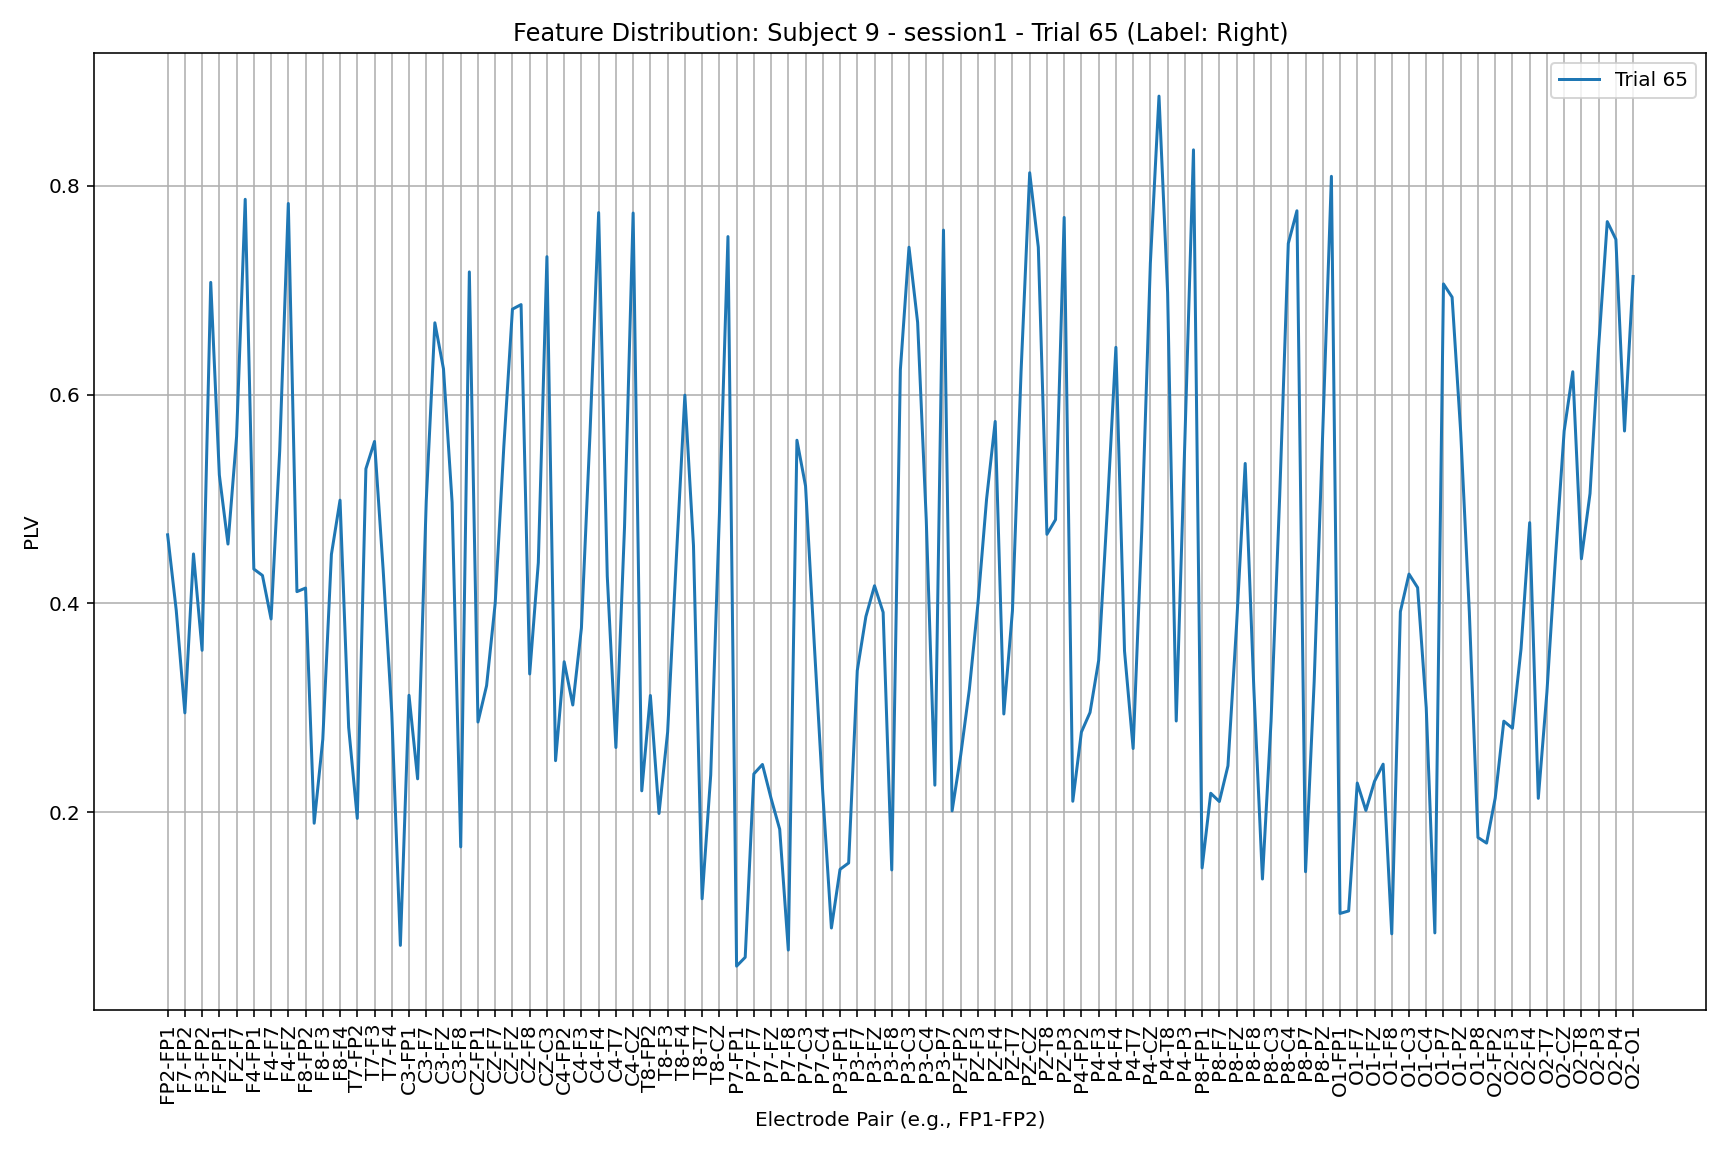 Feature Distribution: Subject 9 - session1 - Trial 65 (Label: Right)
Trial 65
PLV
0.8
0.6
0.4
0.2
FP2-FP1
F7-FP2
F3-FP2
FZ-FP1
FZ-F7
F4-FP1
F4-F7
F4-FZ
F8-FP2
F8-F3
F8-F4
T7-FP2
T7-F3
T7-F4
C3-FP1
C3-F7
C3-FZ
C3-F8
CZ-FP1
CZ-F7
CZ-FZ
CZ-F8
CZ-C3
C4-FP2
C4-F3
C4-F4
C4-T7
C4-CZ
T8-FP2
T8-F3
T8-F4
T8-T7
T8-CZ
P7-FP1
P7-F7
P7-FZ
P7-F8
P7-C3
P7-C4
P3-FP1
P3-F7
P3-FZ
P3-F8
P3-C3
P3-C4
P3-P7
PZ-FP2
PZ-F3
PZ-F4
PZ-T7
PZ-CZ
PZ-T8
PZ-P3
P4-FP2
P4-F3
P4-F4
P4-T7
P4-CZ
P4-T8
P4-P3
P8-FP1
P8-F7
P8-FZ
P8-F8
P8-C3
P8-C4
P8-P7
P8-PZ
O1-FP1
O1-F7
O1-FZ
O1-F8
O1-C3
O1-C4
O1-P7
O1-PZ
O1-P8
O2-FP2
O2-F3
O2-F4
O2-T7
O2-CZ
O2-T8
O2-P3
O2-P4
O2-O1
Electrode Pair (e.g., FP1-FP2)